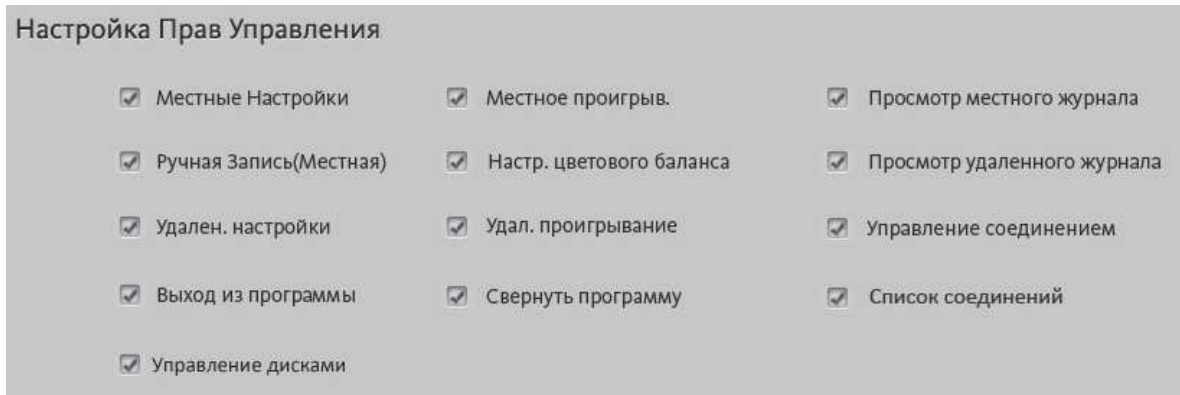 Настройка Прав Управления
Местные Настройки Местное проигрыв. Просмотр местного журнала
Ручная Запись(Местная) Настр. цветового баланса Просмотр удаленного журнала
Удален. настройки Удал. проигрывание Управление соединением
Выход из программы Свернуть программу Список соединений
Управление дисками